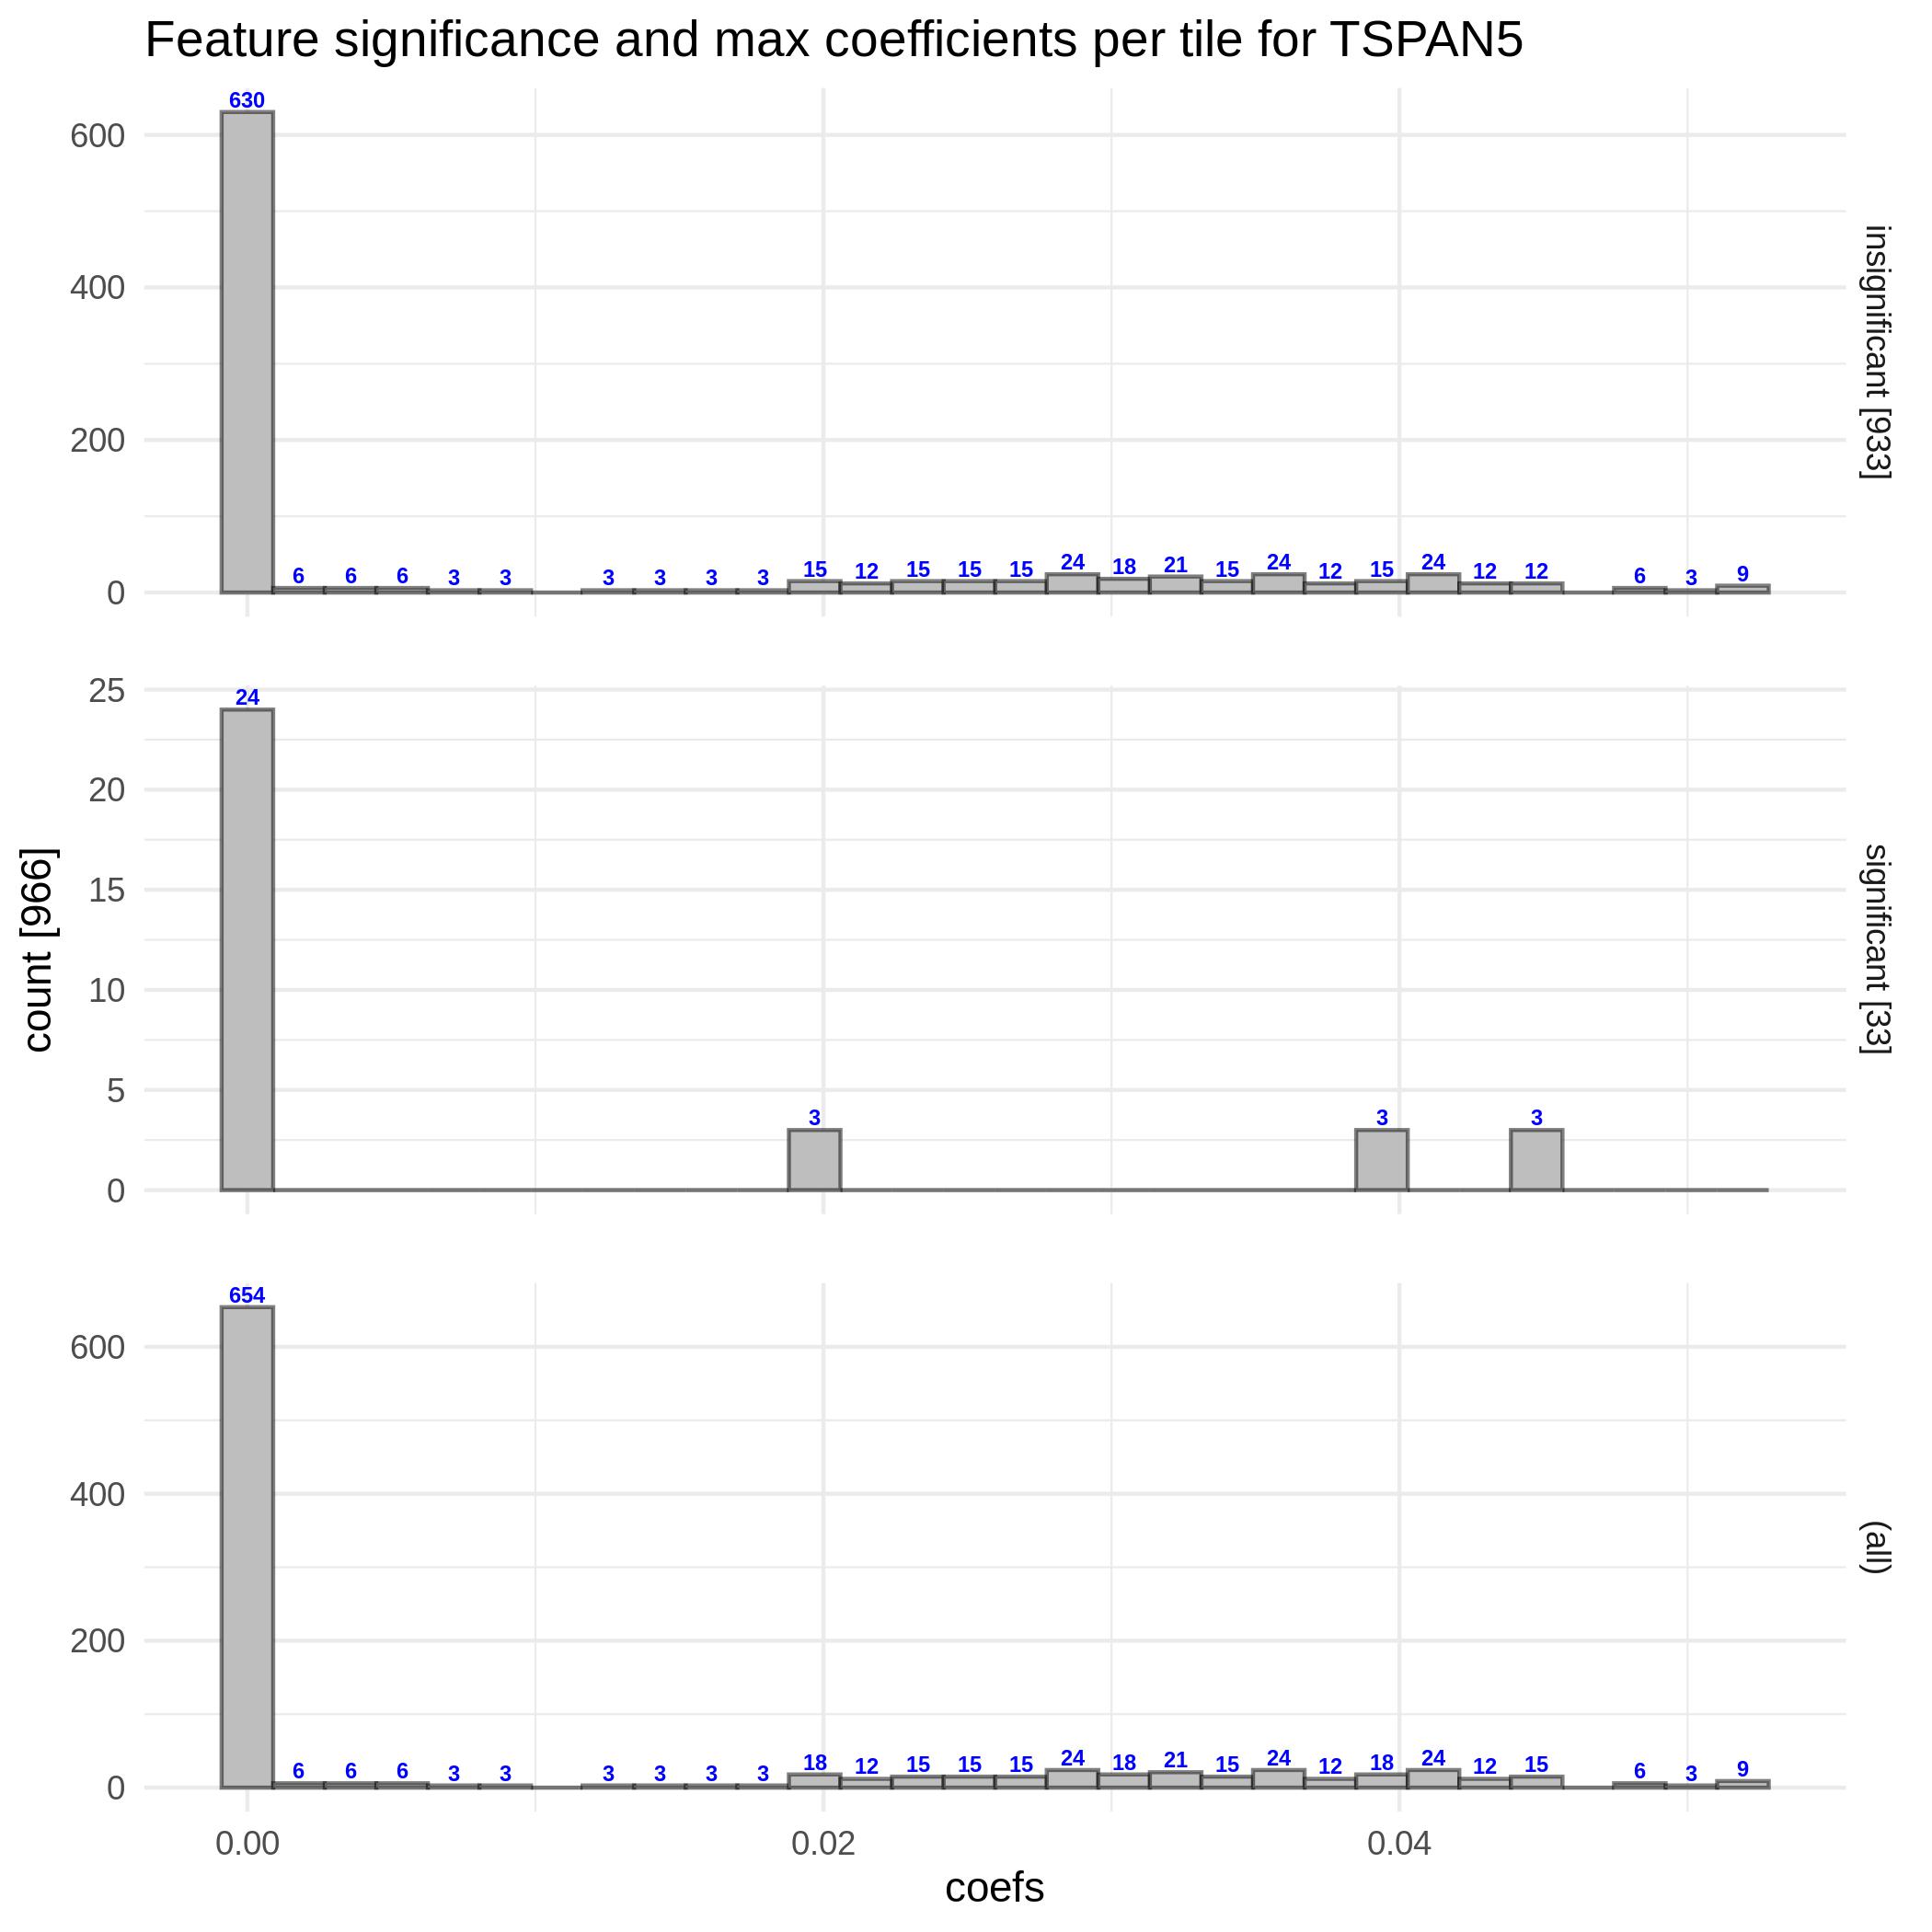 Feature significance and max coefficients per tile for TSPAN5
630
600
400
200
0
6 6 6 3 3 3 3 3 3 15 12 15 15 15 24 18 21 15 24 12 15 24 12 12 6 3 9
insignificant [933]
25
20
15
10
5
0
24
3 3 3
significant [33]
count [966]
654
600
400
200
0
6 6 6 3 3 3 3 3 3 18 12 15 15 15 24 18 21 15 24 12 18 24 12 15 6 3 9
(all)
0.00 0.02 0.04
coefs